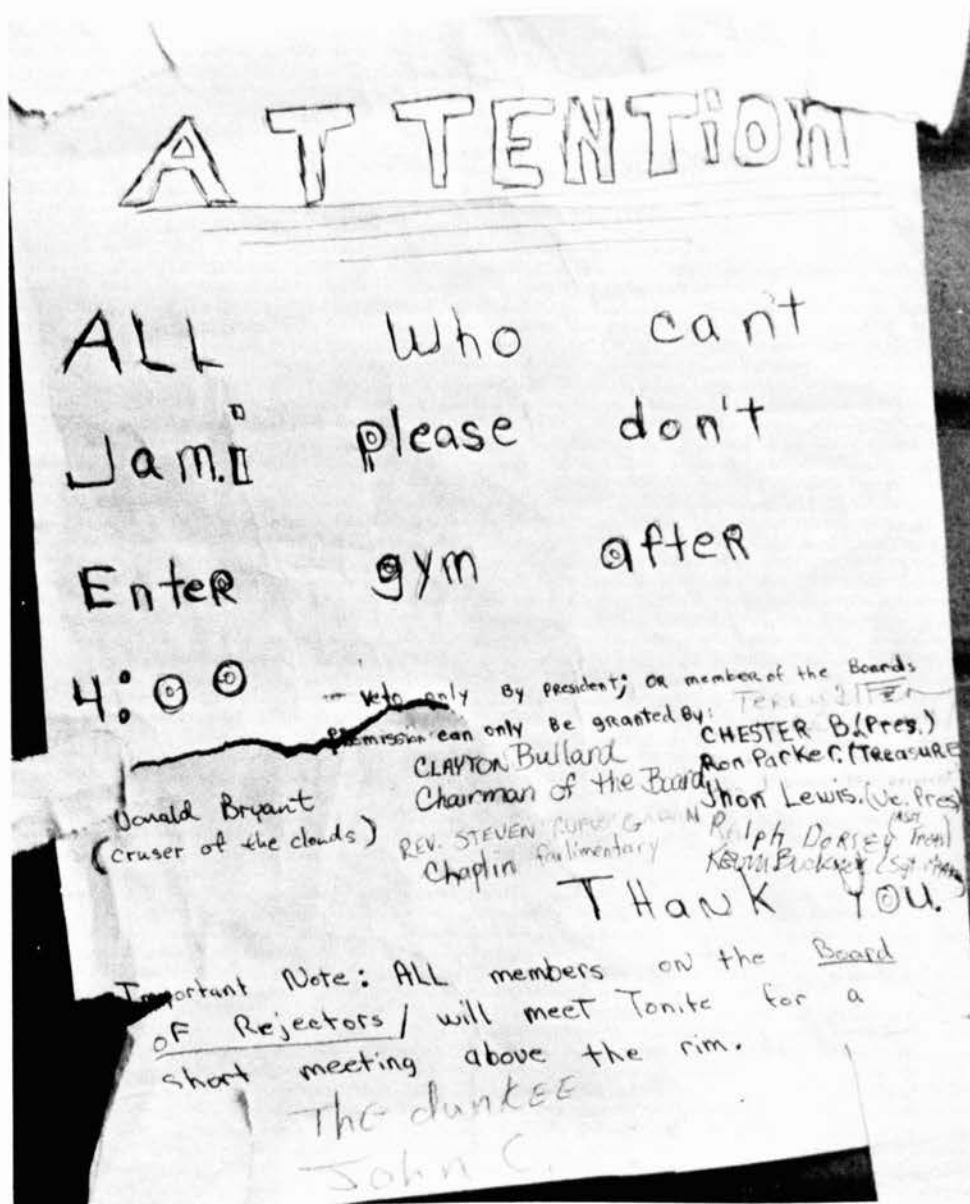 ATTENTiON
ALL Who can't
Jam. please don't
EnteR gym afteR
4:00
Veto only By president; OR member of the Boards
Permission can only Be granted By:
CHESTER B.(Pres.)
CLAYTON Bulland
Chairman of the Board
Ron Parker. (TREASURE
Jhon Lewis. (Vc. Pres)
Donald Bryant
(cruser of the clouds)
REV. STEVEN
Chaplin Parlimentary
Ralph DORSEY
Kevin Buckner
THaNK YOU.
Important Note: ALL members on the Board
oF Rejectors/ will meet Tonite for a
short meeting above the rim.
The dunKEE
John C.